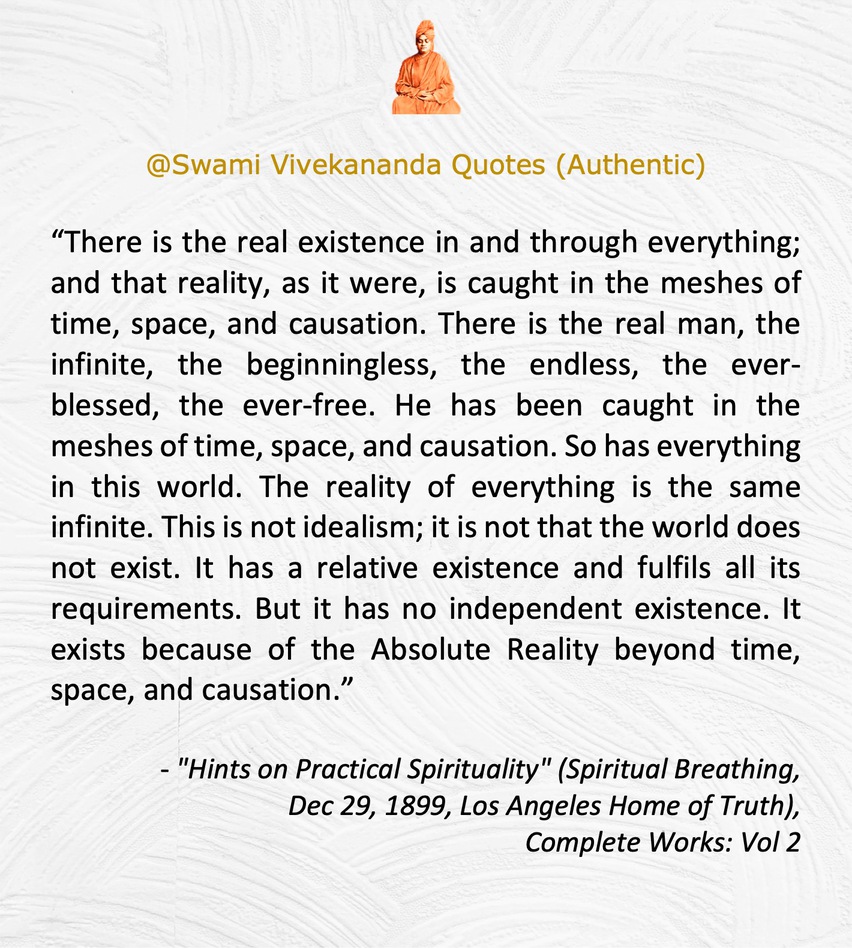 @Swami Vivekananda Quotes (Authentic)
“There is the real existence in and through everything;
and that reality, as it were, is caught in the meshes of
time, space, and causation. There is the real man, the
infinite, the beginningless, the endless, the ever-
blessed, the ever-free. He has been caught in the
meshes of time, space, and causation. So has everything
in this world. The reality of everything is the same
infinite. This is not idealism; it is not that the world does
not exist. It has a relative existence and fulfils all its
requirements. But it has no independent existence. It
exists because of the Absolute Reality beyond time,
space, and causation.”
- "Hints on Practical Spirituality" (Spiritual Breathing,
Dec 29, 1899, Los Angeles Home of Truth),
Complete Works: Vol 2